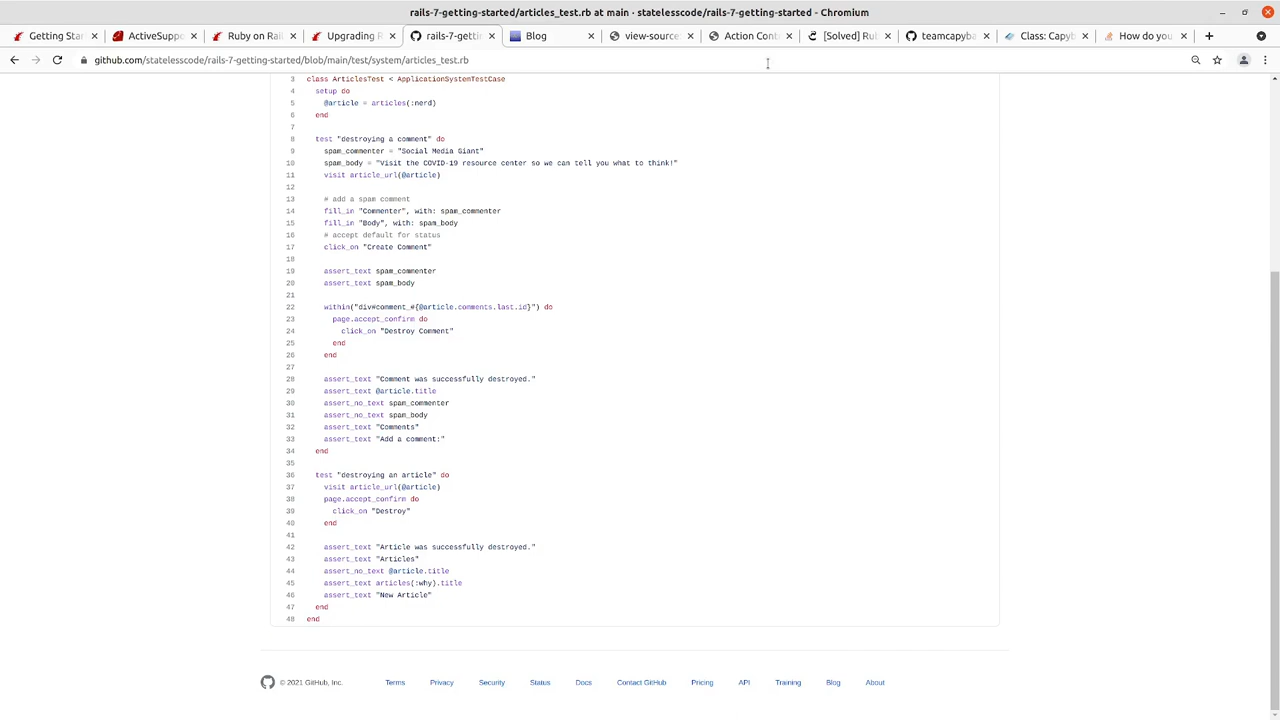 rails-7-getting-started/articles_test.rb at main · statelesscode/rails-7-getting-started - Chromium
Getting Star
ActiveSuppo
Ruby on Rail
Upgrading R
rails-7-getti
Blog
view-source:
Action Contr
[Solved] Rub
teamcapyba
Class: Capyb
How do you
github.com/statelesscode/rails-7-getting-started/blob/main/test/system/articles_test.rb
3 class ArticlesTest < ApplicationSystemTestCase
4 setup do
5 @article = articles(:nerd)
6 end
7
8 test "destroying a comment" do
9 spam_commenter = "Social Media Giant"
10 spam_body = "Visit the COVID-19 resource center so we can tell you what to think!"
11 visit article_url(@article)
12
13 # add a spam comment
14 fill_in "Commenter", with: spam_commenter
15 fill_in "Body", with: spam_body
16 # accept default for status
17 click_on "Create Comment"
18
19 assert_text spam_commenter
20 assert_text spam_body
21
22 within("div#comment_#{@article.comments.last.id}") do
23 page.accept_confirm do
24 click_on "Destroy Comment"
25 end
26 end
27
28 assert_text "Comment was successfully destroyed."
29 assert_text @article.title
30 assert_no_text spam_commenter
31 assert_no_text spam_body
32 assert_text "Comments"
33 assert_text "Add a comment:"
34 end
35
36 test "destroying an article" do
37 visit article_url(@article)
38 page.accept_confirm do
39 click_on "Destroy"
40 end
41
42 assert_text "Article was successfully destroyed."
43 assert_text "Articles"
44 assert_no_text @article.title
45 assert_text articles(:why).title
46 assert_text "New Article"
47 end
48 end
© 2021 GitHub, Inc. Terms Privacy Security Status Docs Contact GitHub Pricing API Training Blog About